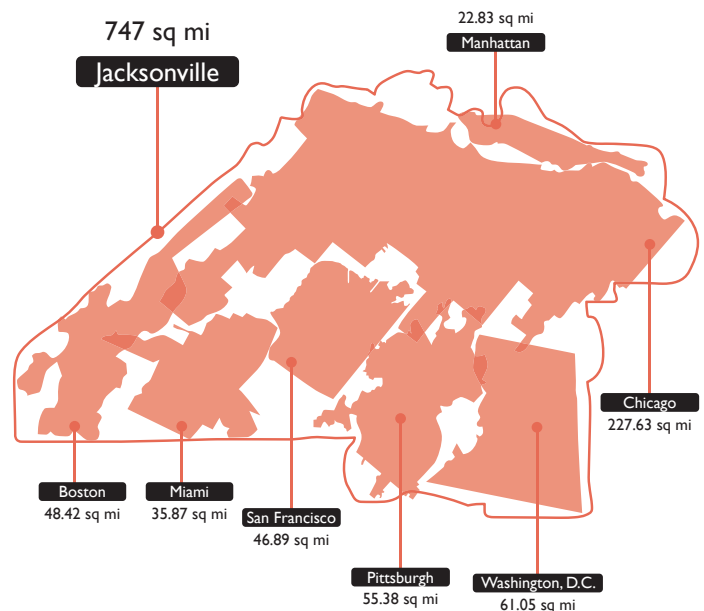 747 sq mi
Jacksonville
22.83 sq mi
Manhattan
Chicago
227.63 sq mi
Boston
48.42 sq mi
Miami
35.87 sq mi
San Francisco
46.89 sq mi
Pittsburgh
55.38 sq mi
Washington, D.C.
61.05 sq mi